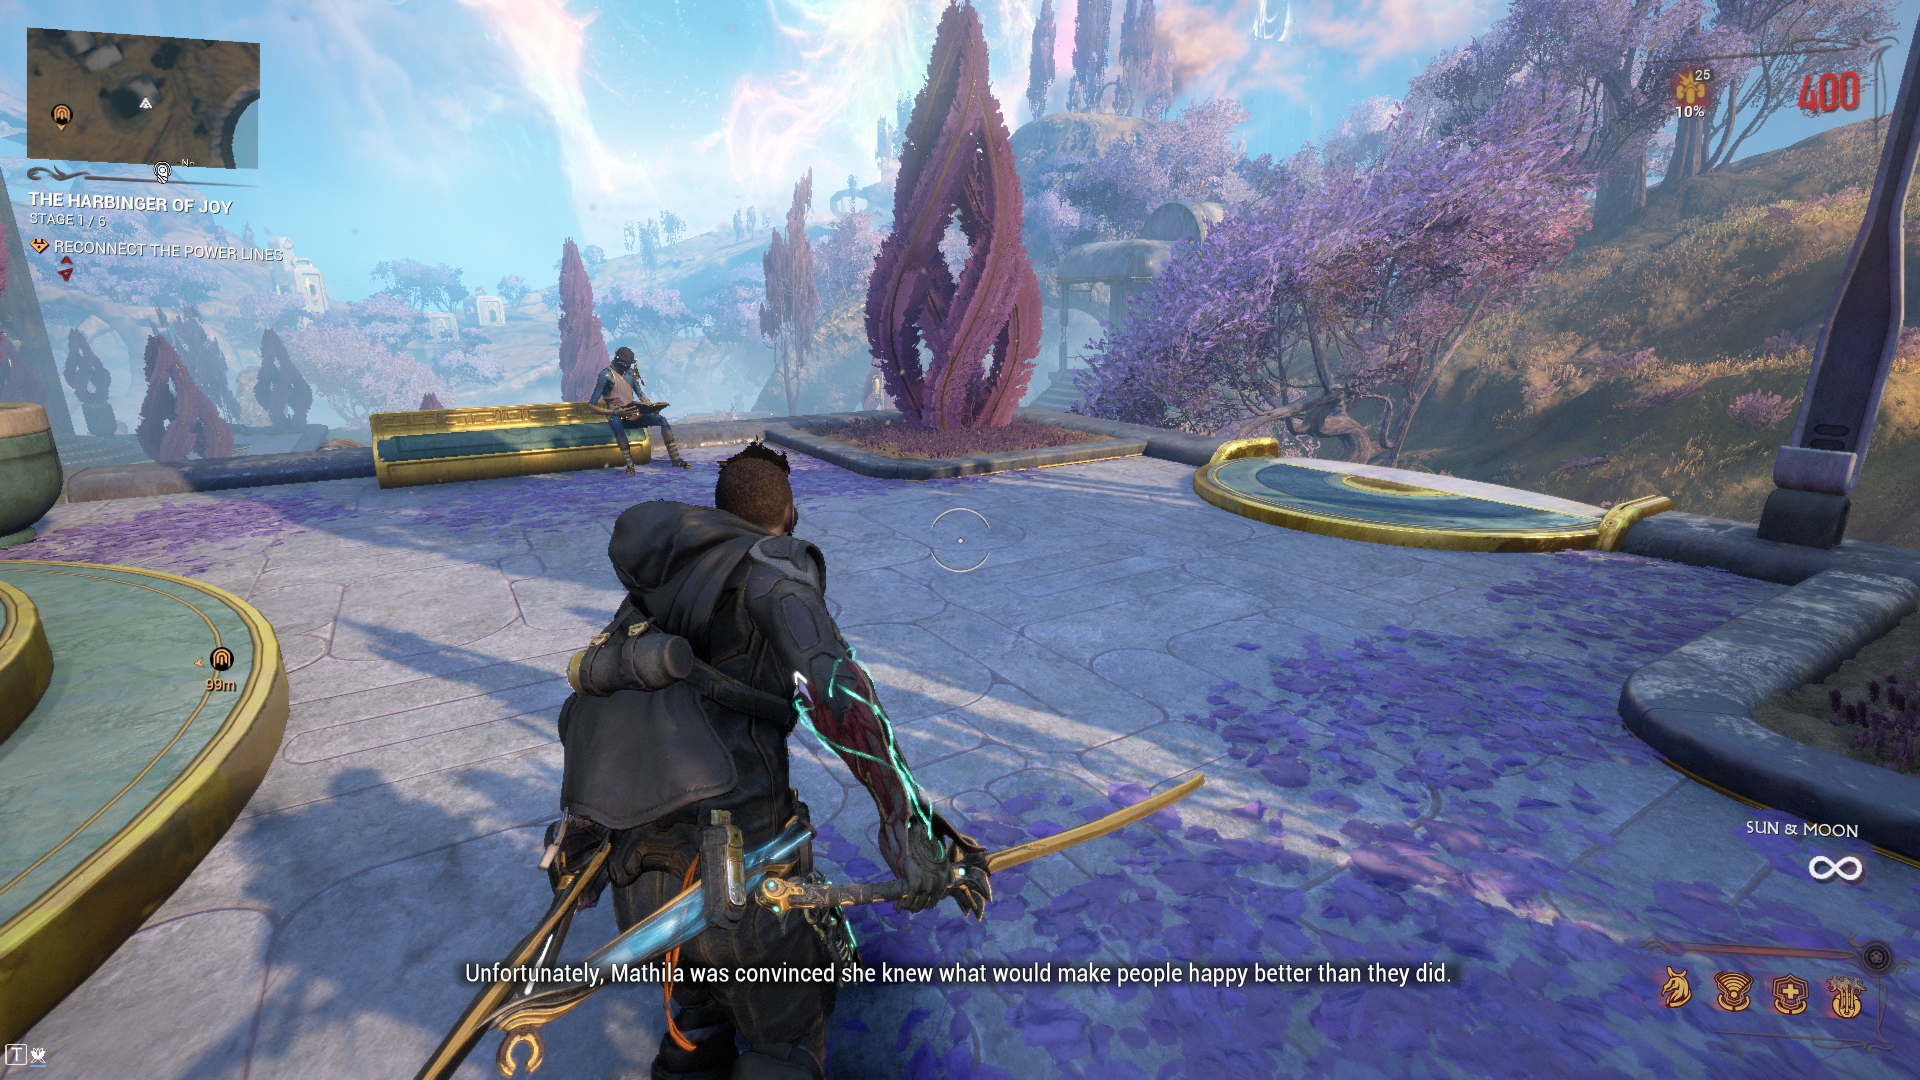 THE HARBINGER OF JOY
STAGE 1 / 6
RECONNECT THE POWER LINES
25
10%
400
99m
SUN & MOON
Unfortunately, Mathila was convinced she knew what would make people happy better than they did.
T